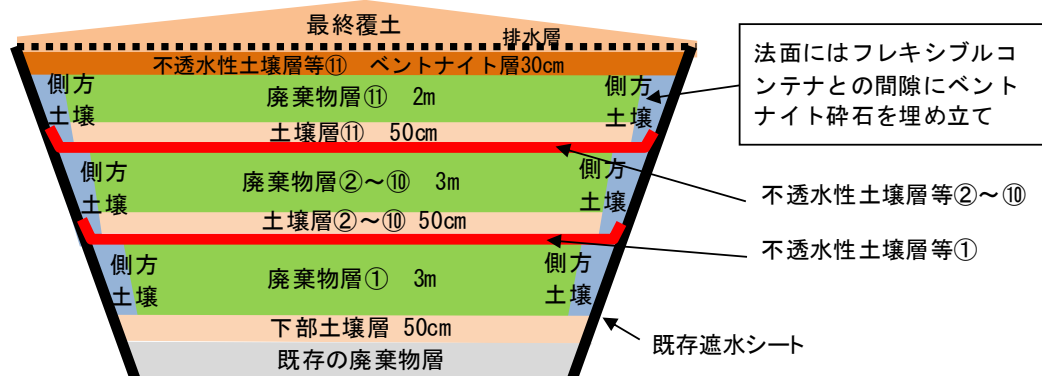 最終覆土
排水層
不透水性土壌層等⑪ ベントナイト層30cm
側方
土壌
廃棄物層⑪ 2m
側方
土壌
土壌層⑪ 50cm
法面にはフレキシブルコ
ンテナとの間隙にベント
ナイト砕石を埋め立て
側方
土壌
廃棄物層②～⑩ 3m
側方
土壌
不透水性土壌層等②～⑩
土壌層②～⑩ 50cm
不透水性土壌層等①
側方
土壌
廃棄物層① 3m
側方
土壌
下部土壌層 50cm
既存遮水シート
既存の廃棄物層